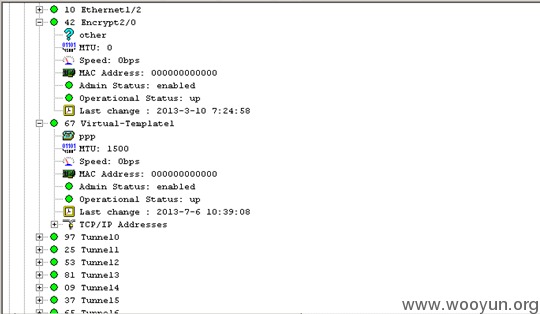 10 Ethernet1/2
42 Encrypt2/0
other
MTU: 0
Speed: 0bps
MAC Address: 000000000000
Admin Status: enabled
Operational Status: up
Last change : 2013-3-10 7:24:58
67 Virtual-Template1
ppp
MTU: 1500
Speed: 0bps
MAC Address: 000000000000
Admin Status: enabled
Operational Status: up
Last change : 2013-7-6 10:39:08
TCP/IP Addresses
97 Tunnel0
25 Tunnel1
53 Tunnel2
81 Tunnel3
09 Tunnel4
37 Tunnel5
65 Tunnel6
www.wooyun.org